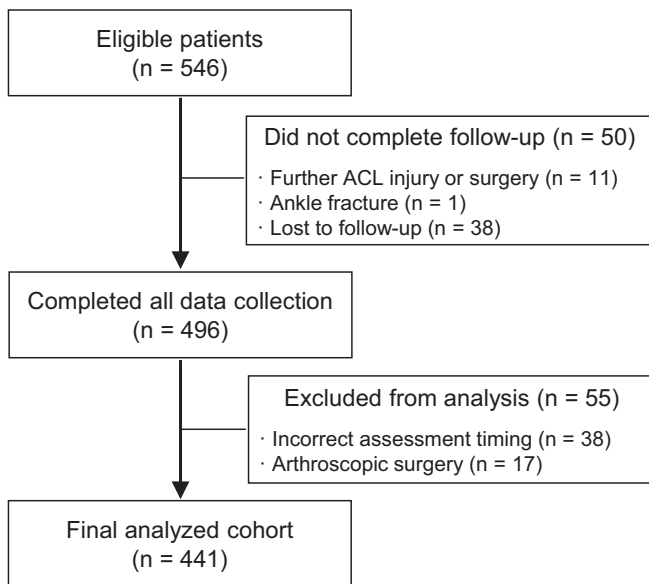 Eligible patients
(n = 546)
Did not complete follow-up (n = 50)
· Further ACL injury or surgery (n = 11)
· Ankle fracture (n = 1)
· Lost to follow-up (n = 38)
Completed all data collection
(n = 496)
Excluded from analysis (n = 55)
· Incorrect assessment timing (n = 38)
· Arthroscopic surgery (n = 17)
Final analyzed cohort
(n = 441)